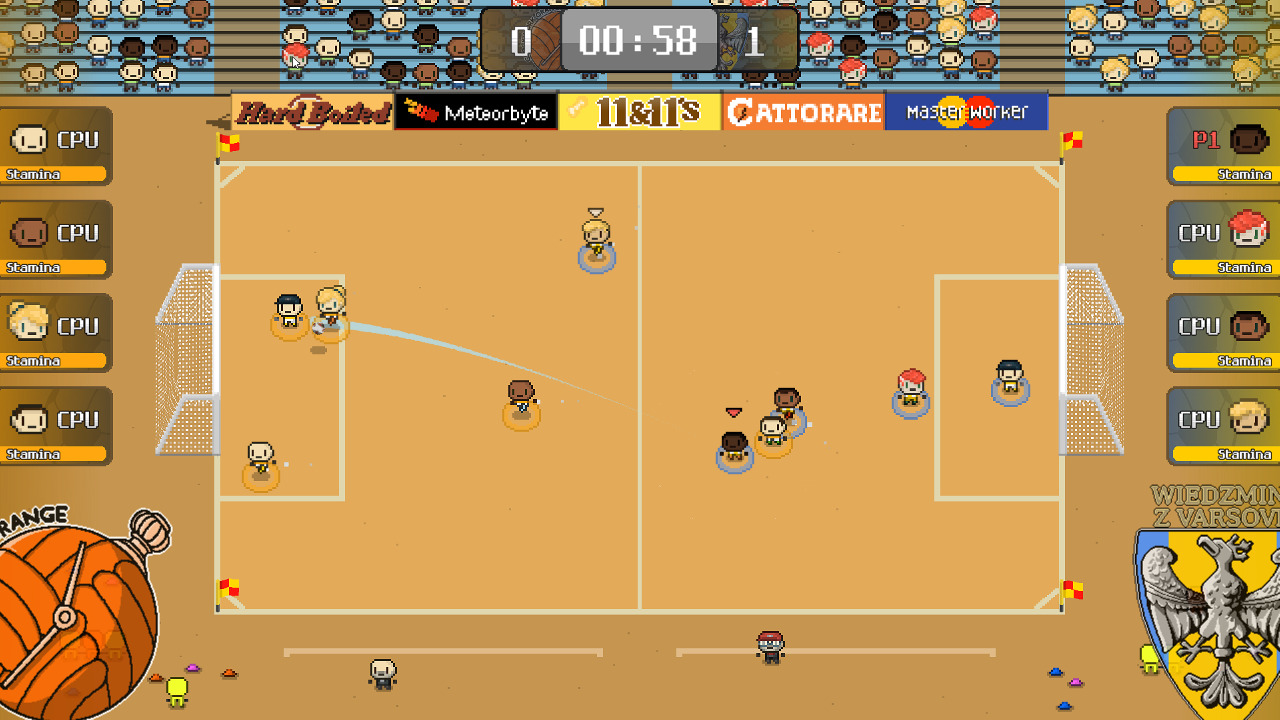 0 00:58 1
Hard Boiled
Meteorbyte
11&11's
CATTORARE
MasterWorker
CPU
Stamina
CPU
Stamina
CPU
Stamina
CPU
Stamina
P1
Stamina
CPU
Stamina
CPU
Stamina
CPU
Stamina
RANGE
WIEDZMIN
Z VARSOV